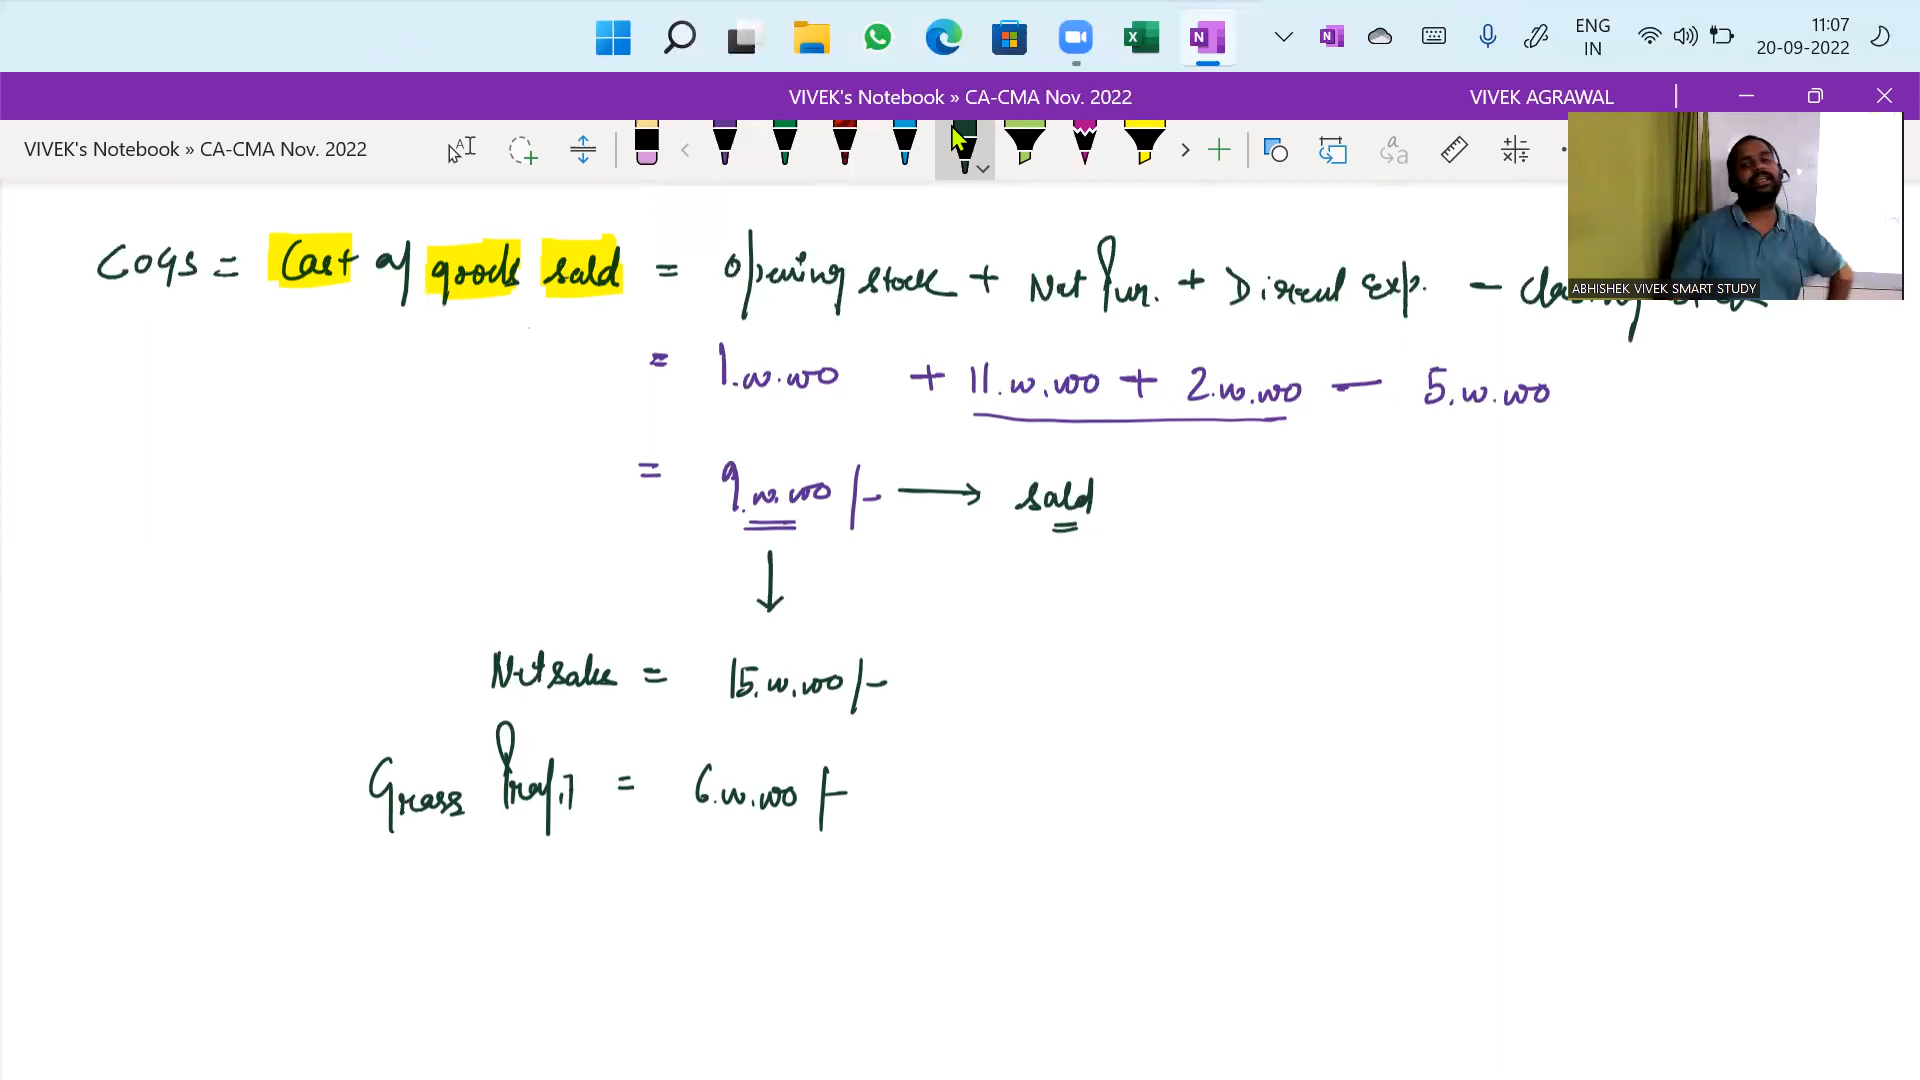 ENG
IN
11:07
20-09-2022
VIVEK's Notebook » CA-CMA Nov. 2022
VIVEK AGRAWAL
VIVEK's Notebook » CA-CMA Nov. 2022
ABHISHEK VIVEK SMART STUDY
COGS = Cost of goods sold = Opening stock + Net Pur. + Direct Exp. -
= 1.00.000 + 11.00.000 + 2.00.000 - 5.00.000
= 9.00.000/- → sold
↓
Net sales = 15.00.000/-
Gross Profit = 6.00.000/-